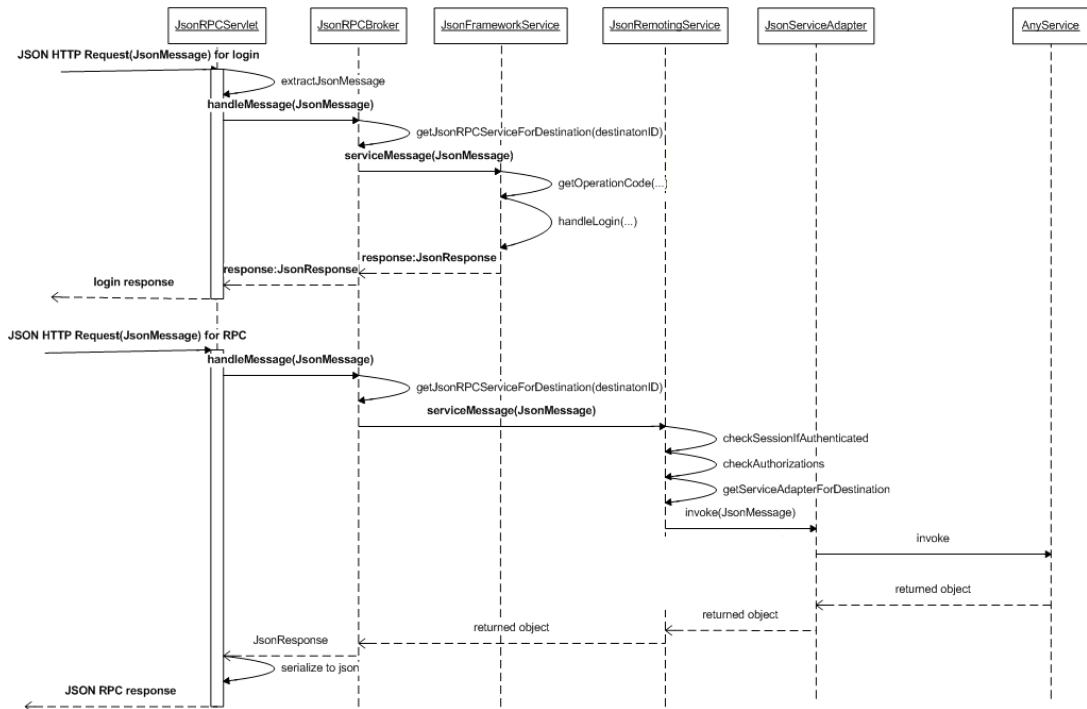 JsonRPCServlet
JsonRPCBroker
JsonFrameworkService
JsonRemotingService
JsonServiceAdapter
AnyService
JSON HTTP Request(JsonMessage) for login
extractJsonMessage
handleMessage(JsonMessage)
getJsonRPCServiceForDestination(destinatonID)
serviceMessage(JsonMessage)
getOperationCode(...
handleLogin(...)
response:JsonResponse
response:JsonResponse
login response
JSON HTTP Request(JsonMessage) for RPC
handleMessage(JsonMessage)
getJsonRPCServiceForDestination(destinatonID)
serviceMessage(JsonMessage)
checkSessionIfAuthenticated
checkAuthorizations
getServiceAdapterForDestination
invoke(JsonMessage)
invoke
returned object
returned object
returned object
JsonResponse
serialize to json
JSON RPC response